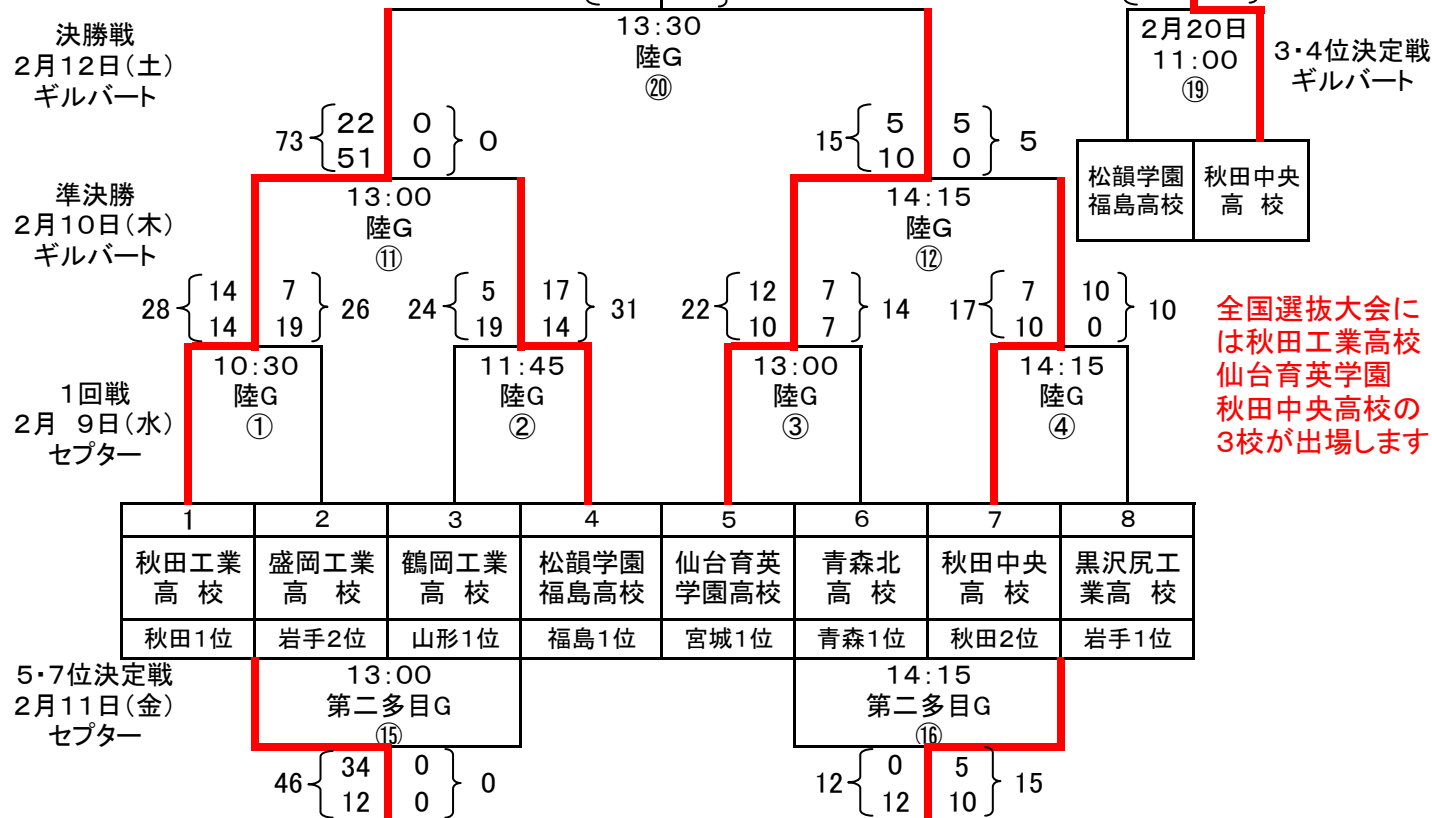 決勝戦
2月12日(土)
ギルバート
13:30
陸G
⑳
2月20日
11:00
⑲
3・4位決定戦
ギルバート
松韻学園
福島高校
秋田中央
高 校
73 22 0 0
51 0
15 5 5 5
10 0
準決勝
2月10日(木)
ギルバート
13:00
陸G
⑪
14:15
陸G
⑫
28 14 7 26
14 19
24 5 17 31
19 14
22 12 7 14
10 7
17 7 10 10
10 0
全国選抜大会に
は秋田工業高校
仙台育英学園
秋田中央高校の
3校が出場します
1回戦
2月 9日(水)
セプター
10:30
陸G
①
11:45
陸G
②
13:00
陸G
③
14:15
陸G
④
1 2 3 4 5 6 7 8
秋田工業 盛岡工業 鶴岡工業 松韻学園 仙台育英 青森北 秋田中央 黒沢尻工
高 校 高 校 高 校 福島高校 学園高校 高 校 高 校 業高 校
秋田1位 岩手2位 山形1位 福島1位 宮城1位 青森1位 秋田2位 岩手1位
5・7位決定戦
2月11日(金)
セプター
13:00
第二多目G
⑮
14:15
第二多目G
⑯
46 34 0 0
12 0
12 0 5 15
12 10